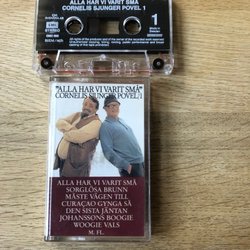 ALLA HAR VI VARIT SMÅ
CORNELIS SJUNGER POVEL 1
EMI
STEREO
1
"ALLA HAR VI VARIT SMÅ"
CORNELIS SJUNGER POVEL/1
ALLA HAR VI VARIT SMÅ
SORGLÖSA BRUNN
MÅSTE VÄGEN TILL
CURAÇAO GYNGA SÅ
DEN SISTA JÄNTAN
JOHANSSONS BOOGIE
WOOGIE VALS
M. FL.